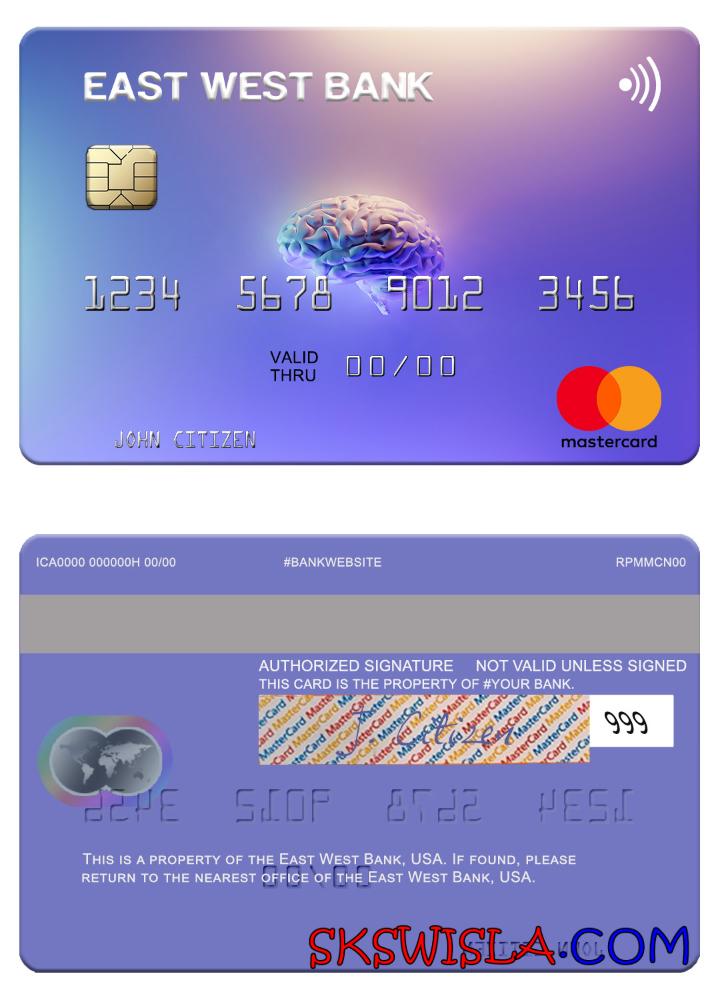 EAST WEST BANK
1234 5678 9012 3456
VALID THRU 00/00
JOHN CITIZEN
mastercard
ICA0000 000000H 00/00 #BANKWEBSITE RPMMCN00
AUTHORIZED SIGNATURE NOT VALID UNLESS SIGNED
THIS CARD IS THE PROPERTY OF #YOUR BANK.
J Citizen
999
THIS IS A PROPERTY OF THE EAST WEST BANK, USA. IF FOUND, PLEASE
RETURN TO THE NEAREST OFFICE OF THE EAST WEST BANK, USA.
SKSWISLA.COM